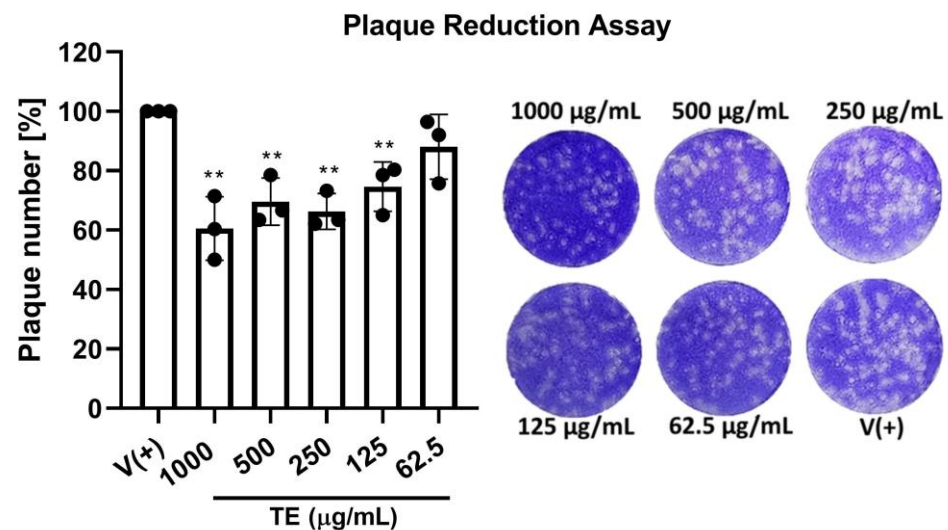 Plaque Reduction Assay
Plaque number [%]
120
100
80
60
40
20
0
**
**
**
**
V(+)
1000
500
250
125
62.5
TE (μg/mL)
1000 μg/mL
500 μg/mL
250 μg/mL
125 μg/mL
62.5 μg/mL
V(+)